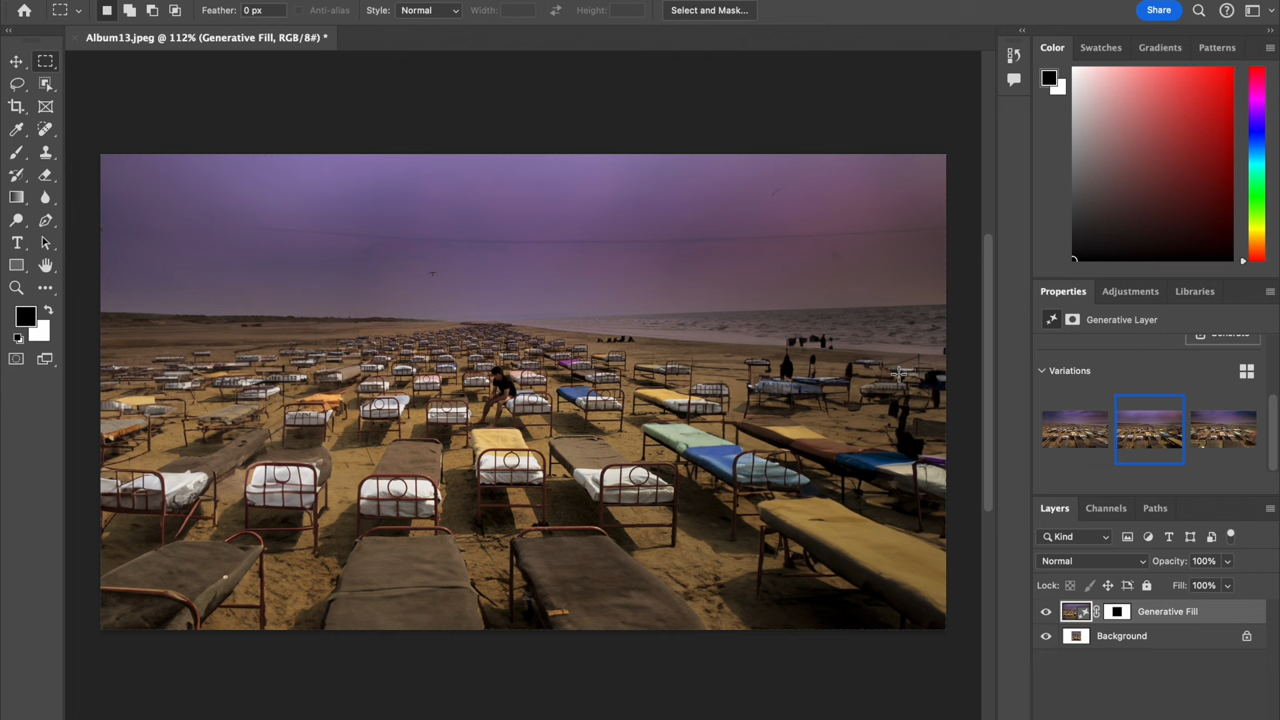 Feather: 0 px Anti-alias Style: Normal Width: Height: Select and Mask... Share
Album13.jpeg @ 112% (Generative Fill, RGB/8#) *
Color Swatches Gradients Patterns
Properties Adjustments Libraries
Generative Layer
Generate
Variations
Layers Channels Paths
Kind
Normal Opacity: 100%
Lock: Fill: 100%
Generative Fill
Background